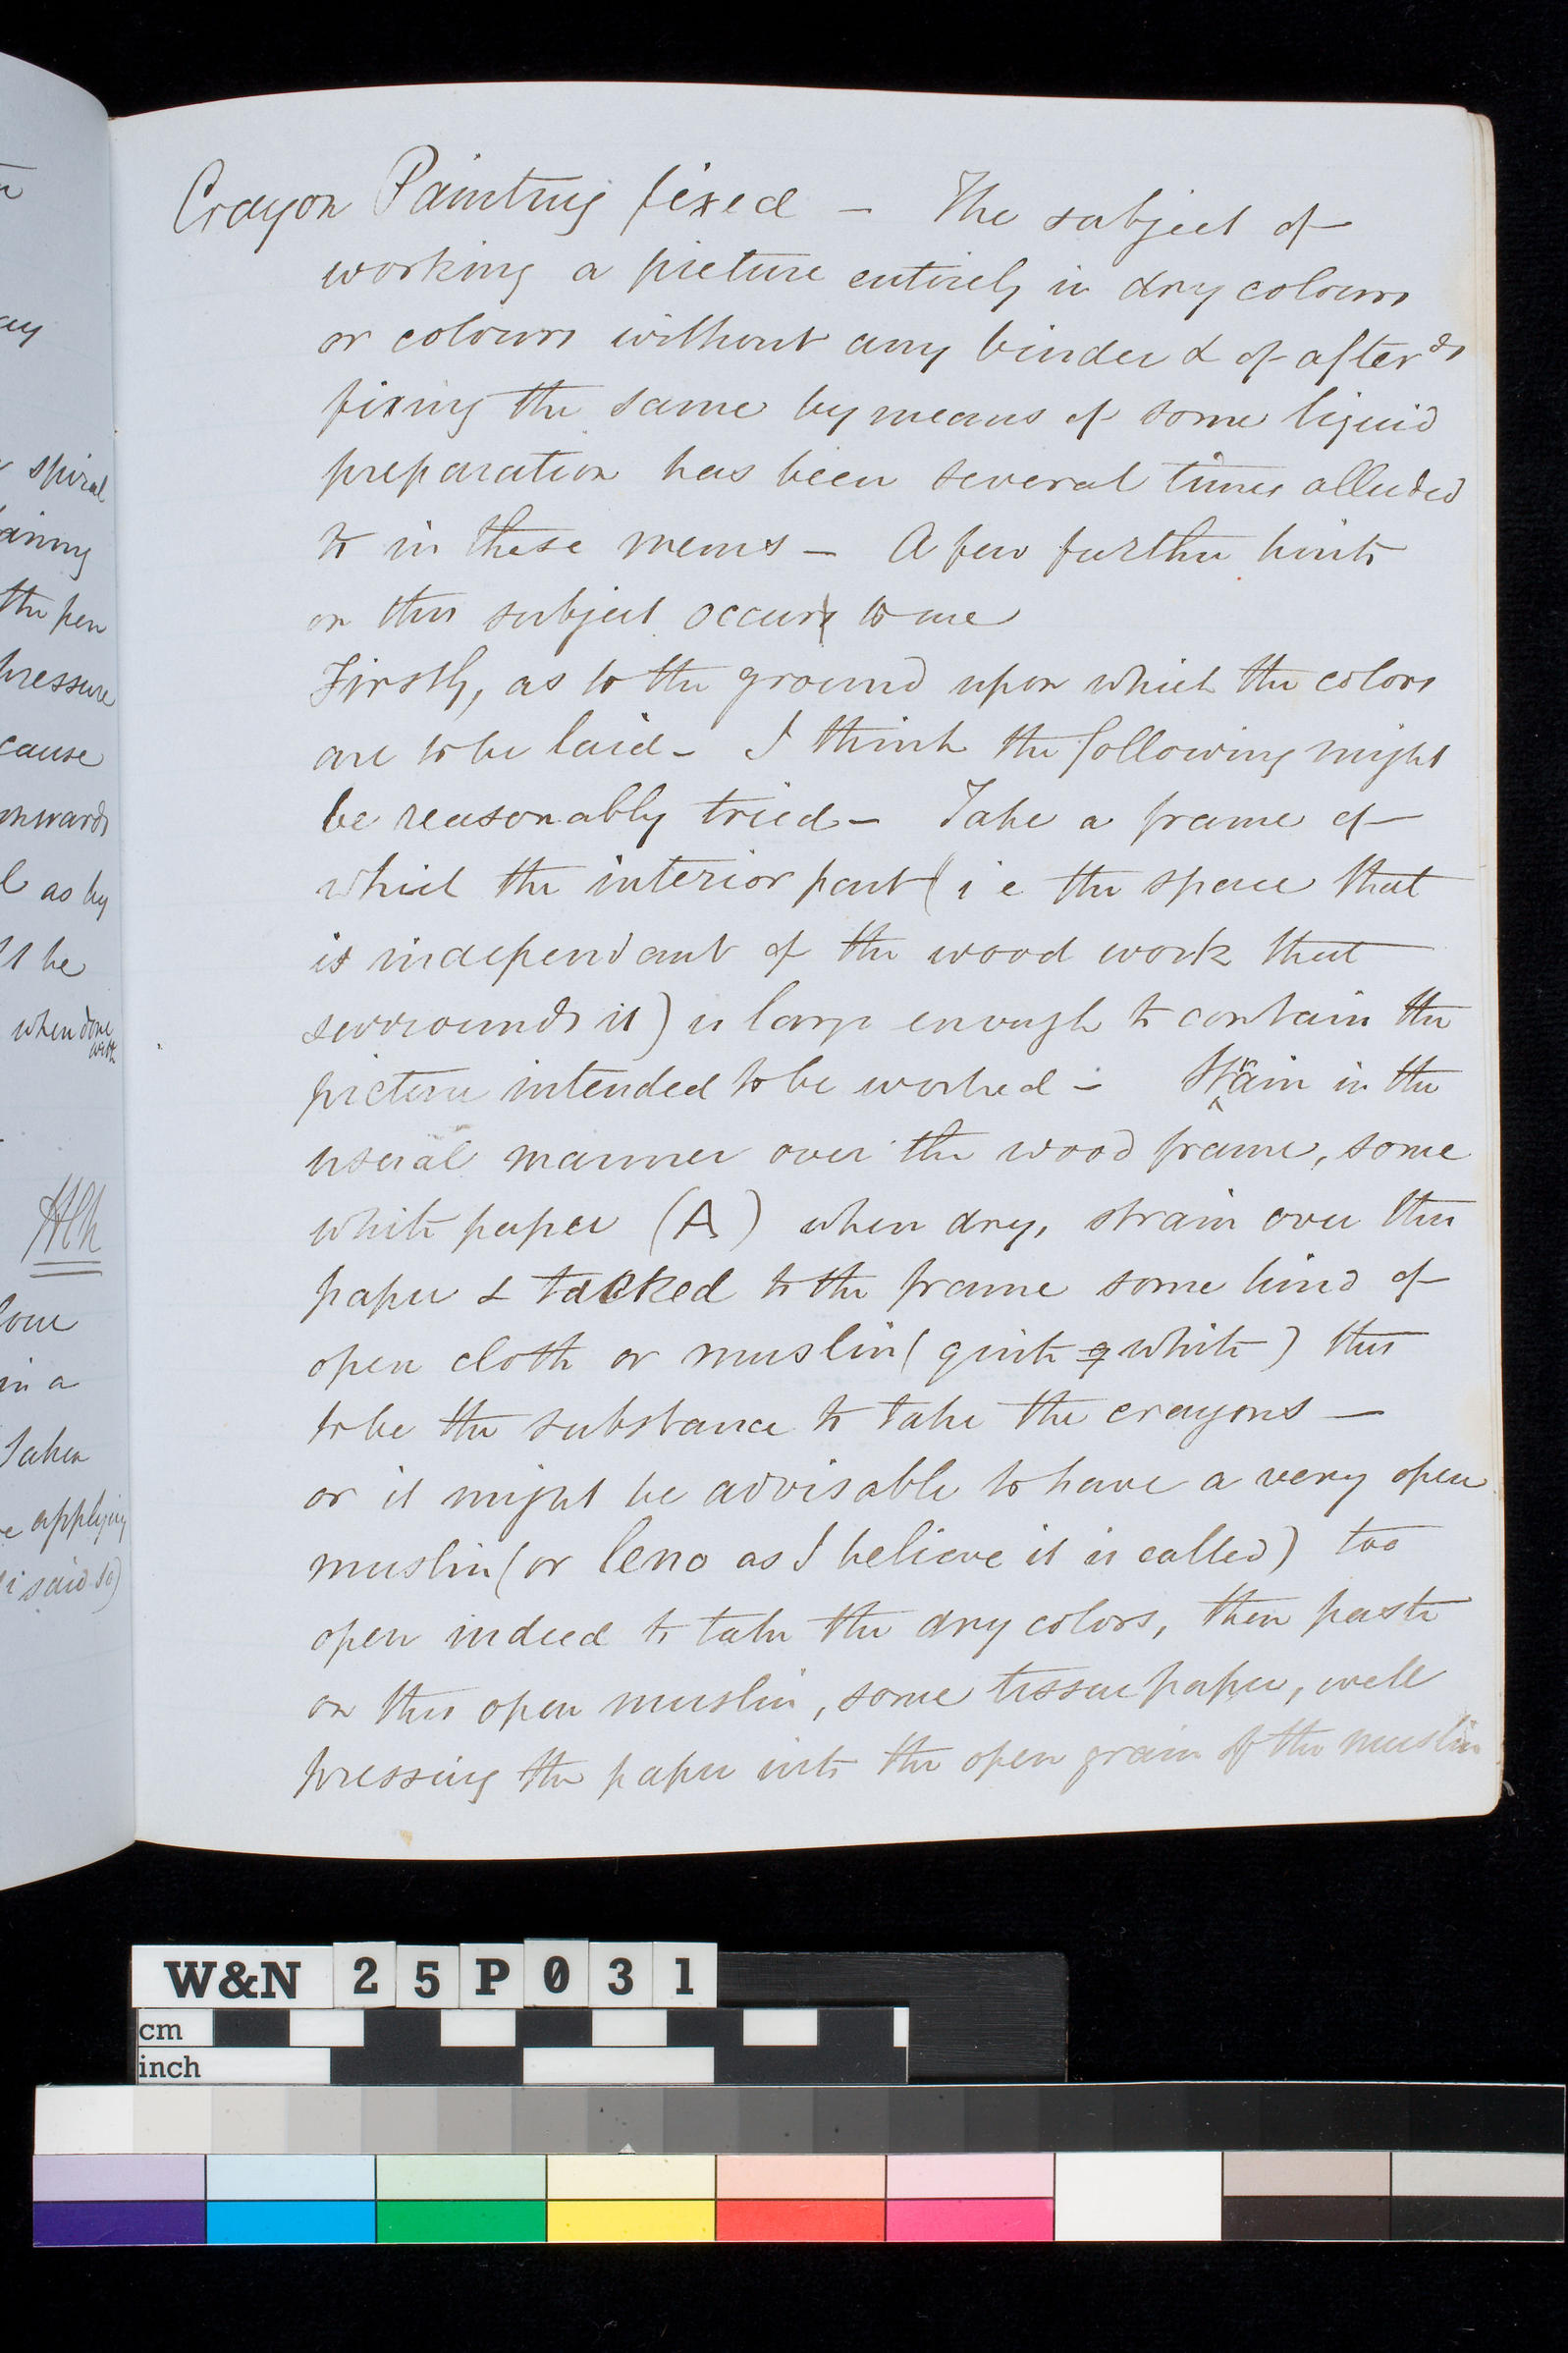 spiral
the pen
pressure
cause
onwards
as by
be
when done
with
in a
Taken
applying
i said so)
Crayon Painting fixed — The subject of
working a picture entirely in dry colours
or colours without any binder & of afterds
fixing the same by means of some liquid
preparation has been several times alluded
to in these mems — A few further hints
on this subject occur to me
Firstly, as to the ground upon which the colors
are to be laid — I think the following might
be reasonably tried — Take a frame of
which the interior part (i e the space that
is independant of the wood work that
surrounds it) is large enough to contain the
picture intended to be worked — Strain in the
usual manner over the wood frame, some
white paper (A) when dry, strain over this
paper & tacked to the frame some kind of
open cloth or muslin (quite q white) this
to be the substance to take the crayons —
or it might be advisable to have a very open
muslin (or leno as I believe it is called) too
open indeed to take the dry colors, then paste
on this open muslin, some tissue paper, well
pressing the paper into the open grain of the muslin
W&N 25P031
cm
inch